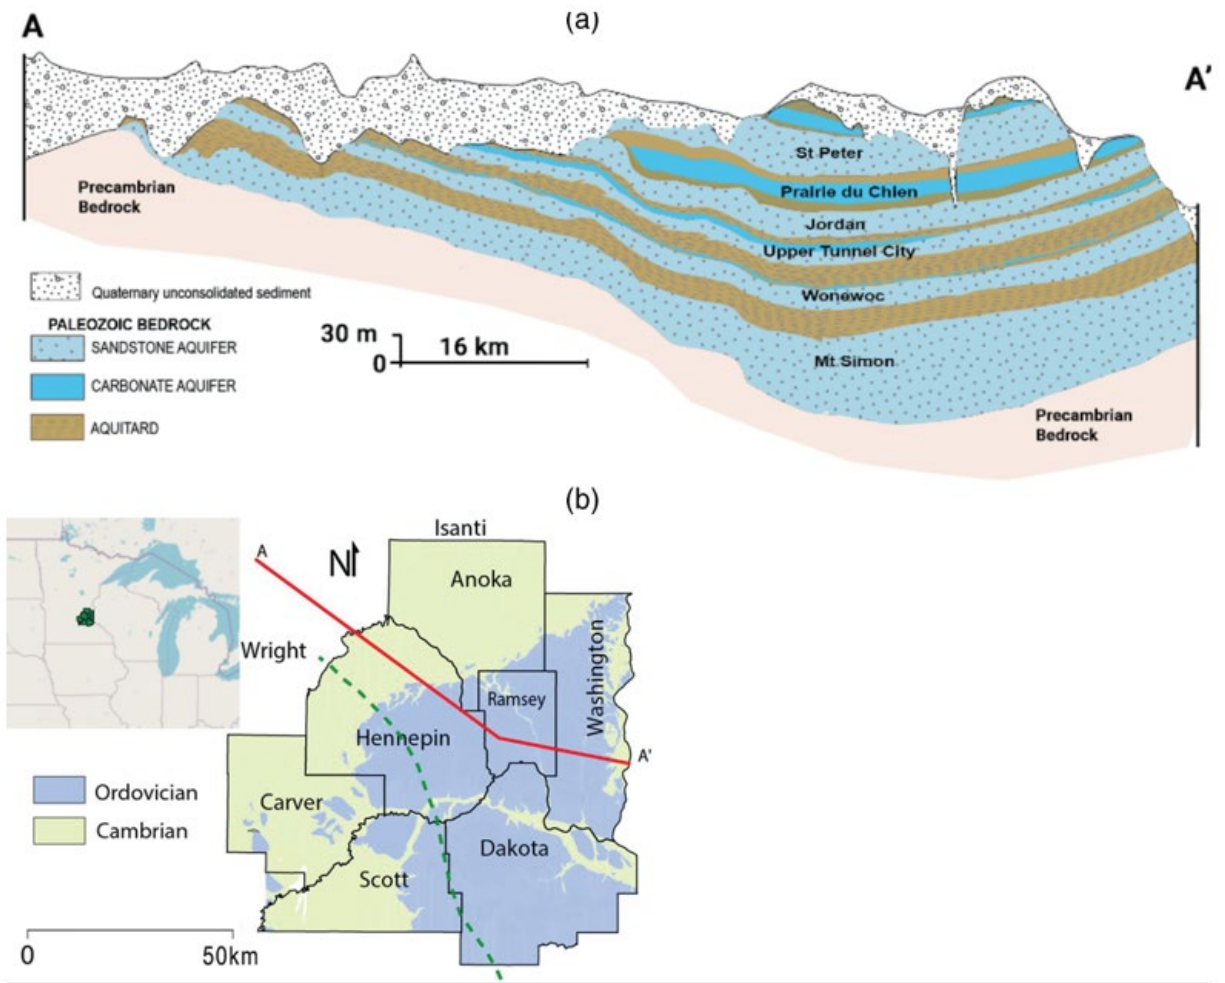 (a)
A
A'
St Peter
Prairie du Chien
Precambrian
Bedrock
Jordan
Upper Tunnel City
Wonewoc
Quaternary unconsolidated sediment
PALEOZOIC BEDROCK
SANDSTONE AQUIFER
CARBONATE AQUIFER
AQUITARD
30 m
0
16 km
Mt Simon
Precambrian
Bedrock
(b)
Isanti
A
N
Anoka
Wright
Washington
Ramsey
Hennepin
A'
Ordovician
Cambrian
Carver
Dakota
Scott
0
50km